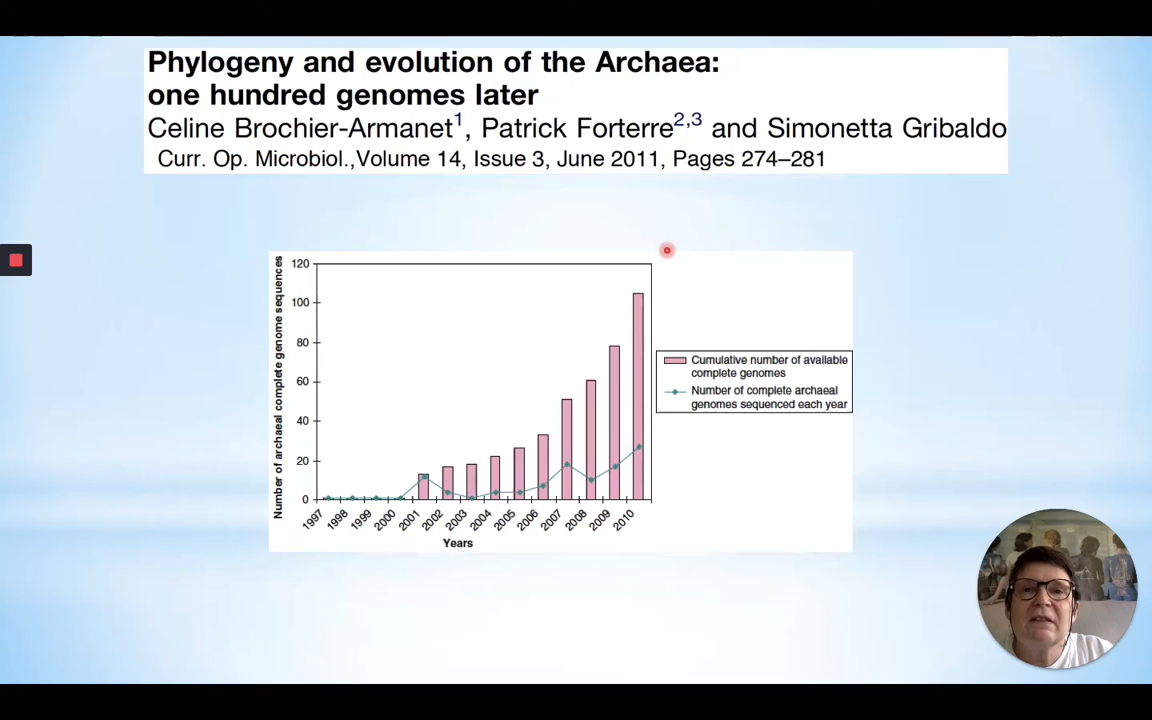 Phylogeny and evolution of the Archaea:
one hundred genomes later
Celine Brochier-Armanet1, Patrick Forterre2,3 and Simonetta Gribaldo
Curr. Op. Microbiol.,Volume 14, Issue 3, June 2011, Pages 274–281
Number of archaeal complete genome sequences
120
100
80
60
40
20
0
1997
1998
1999
2000
2001
2002
2003
2004
2005
2006
2007
2008
2009
2010
Years
Cumulative number of available
complete genomes
Number of complete archaeal
genomes sequenced each year